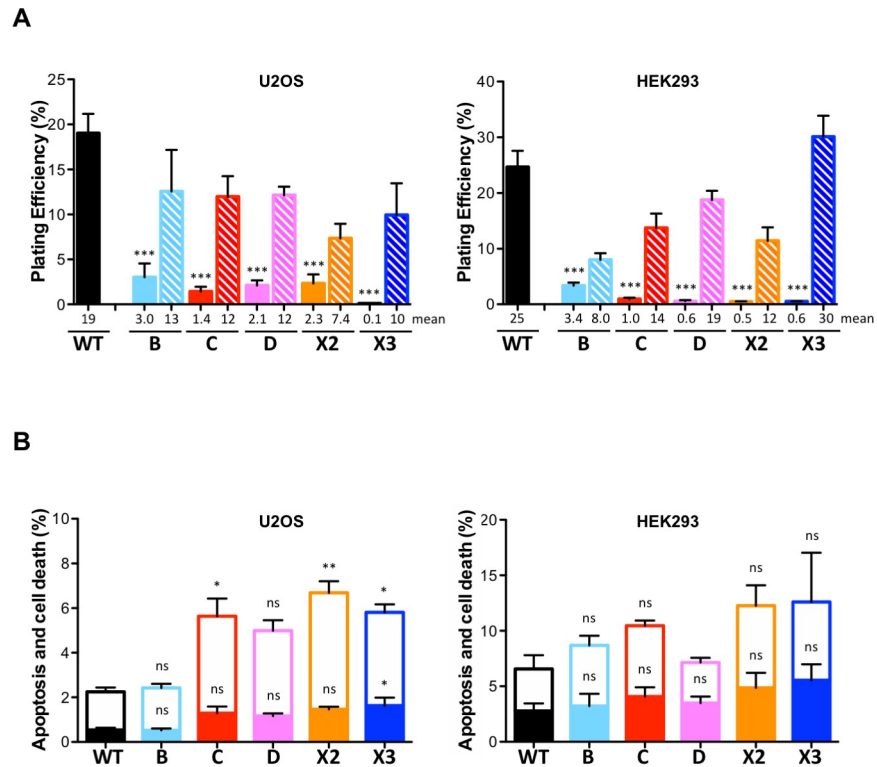 A
U2OS
HEK293
Plating Efficiency (%)
25
20
15
10
5
0
***
***
***
***
***
19
3.0 13
1.4 12
2.1 12
2.3 7.4
0.1 10
mean
WT
B
C
D
X2
X3
Plating Efficiency (%)
40
30
20
10
0
***
***
***
***
***
25
3.4 8.0
1.0 14
0.6 19
0.5 12
0.6 30
mean
WT
B
C
D
X2
X3
B
U2OS
HEK293
Apoptosis and cell death (%)
10
8
6
4
2
0
ns
ns
*
ns
ns
ns
**
ns
*
*
WT
B
C
D
X2
X3
Apoptosis and cell death (%)
20
15
10
5
0
ns
ns
ns
ns
ns
ns
ns
ns
ns
ns
WT
B
C
D
X2
X3